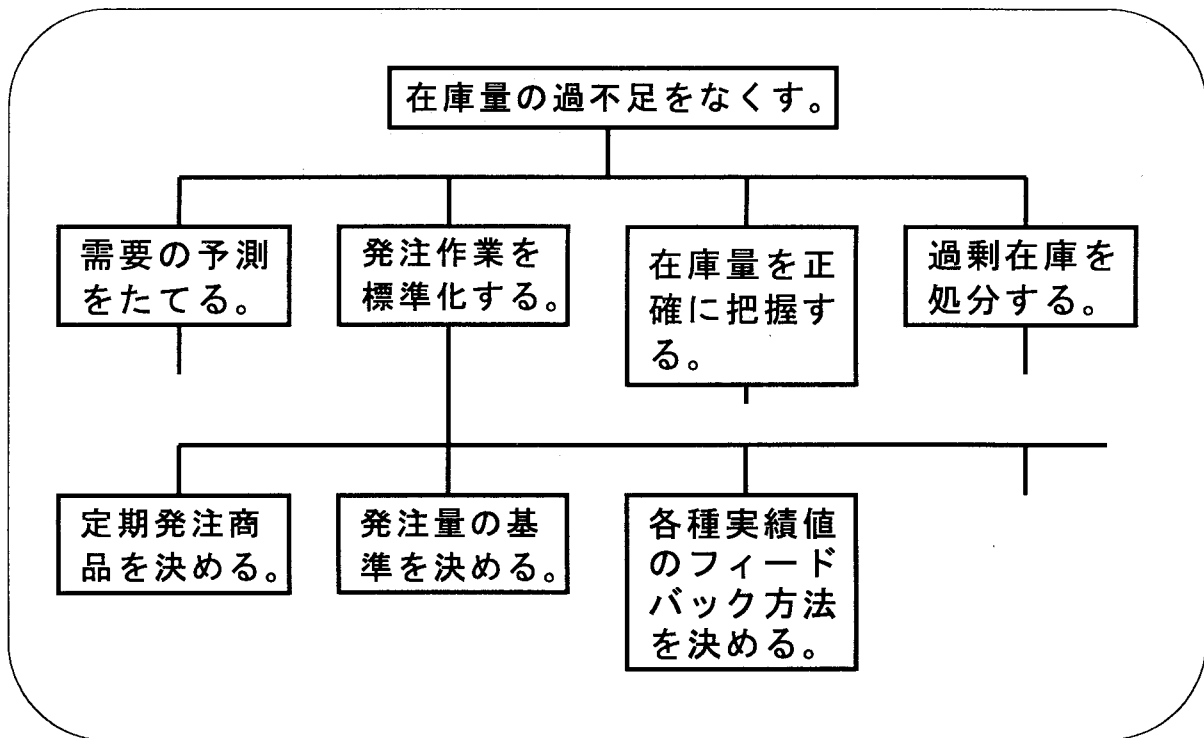 在庫量の過不足をなくす。
需要の予測
をたてる。
発注作業を
標準化する。
在庫量を正
確に把握す
る。
過剰在庫を
処分する。
定期発注商
品を決める。
発注量の基
準を決める。
各種実績値
のフィード
バック方法
を決める。